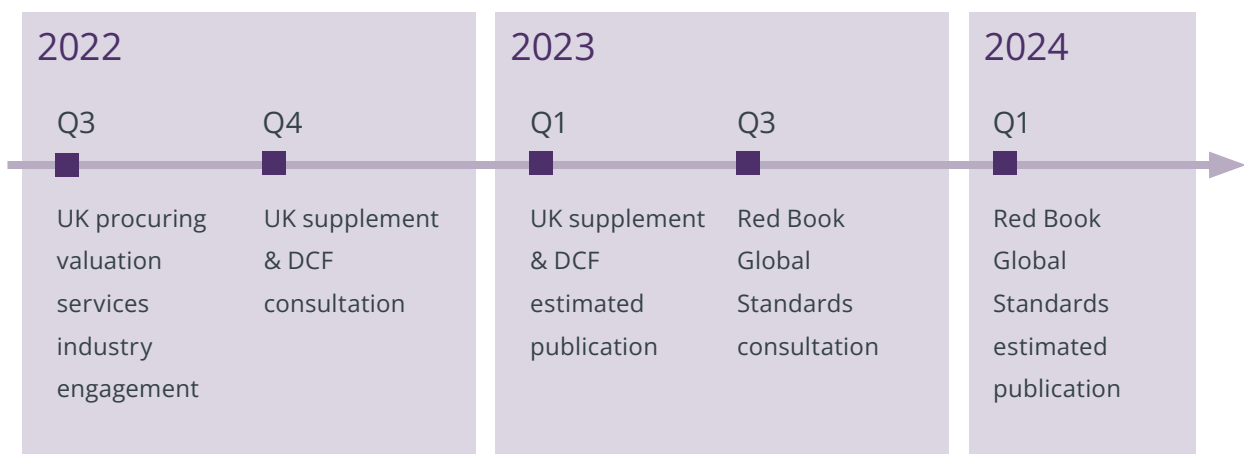 2022
Q3
UK procuring
valuation
services
industry
engagement
Q4
UK supplement
& DCF
consultation
2023
Q1
UK supplement
& DCF
estimated
publication
Q3
Red Book
Global
Standards
consultation
2024
Q1
Red Book
Global
Standards
estimated
publication